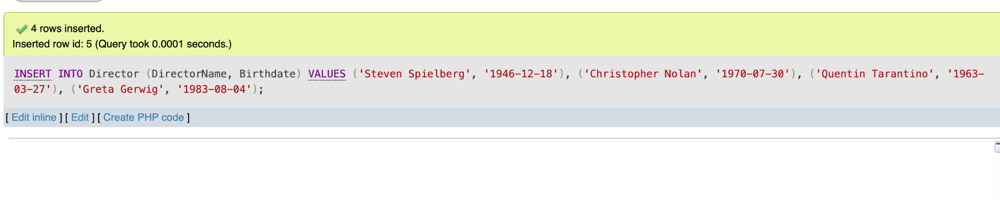 4 rows inserted.
Inserted row id: 5 (Query took 0.0001 seconds.)
INSERT INTO Director (DirectorName, Birthdate) VALUES ('Steven Spielberg', '1946-12-18'), ('Christopher Nolan', '1970-07-30'), ('Quentin Tarantino', '1963-
03-27'), ('Greta Gerwig', '1983-08-04');
[ Edit inline ] [ Edit ] [ Create PHP code ]